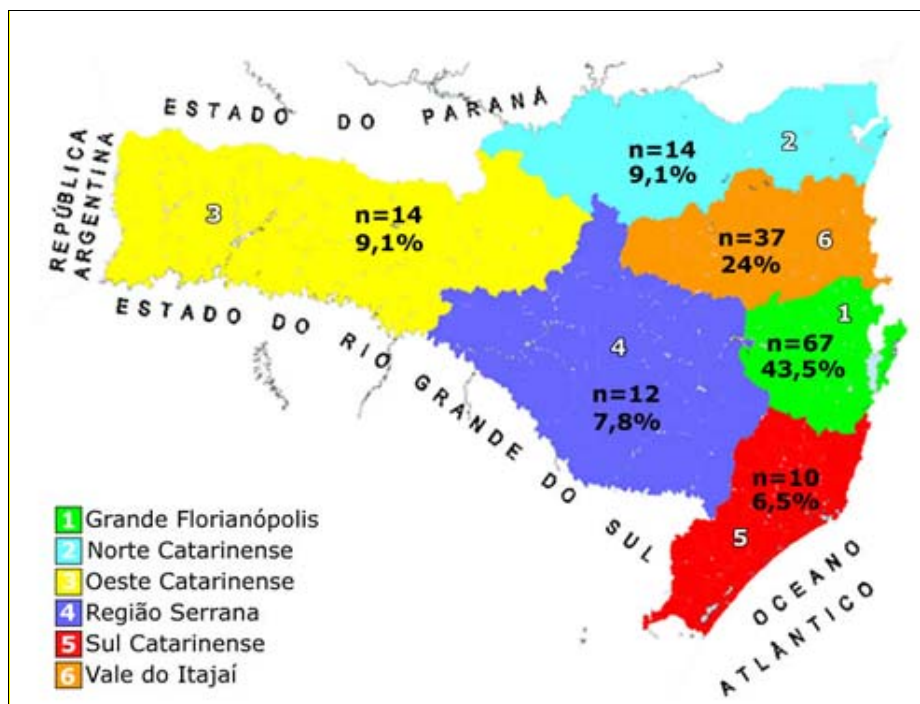 ESTADO DO PARANÁ
REPÚBLICA
ARGENTINA
2
n=14
9,1%
3
n=14
9,1%
n=37
6
24%
1
n=67
43,5%
ESTADO DO RIO GRANDE DO SUL
4
n=12
7,8%
n=10
6,5%
5
OCEANO
ATLÂNTICO
1 Grande Florianópolis
2 Norte Catarinense
3 Oeste Catarinense
4 Região Serrana
5 Sul Catarinense
6 Vale do Itajaí